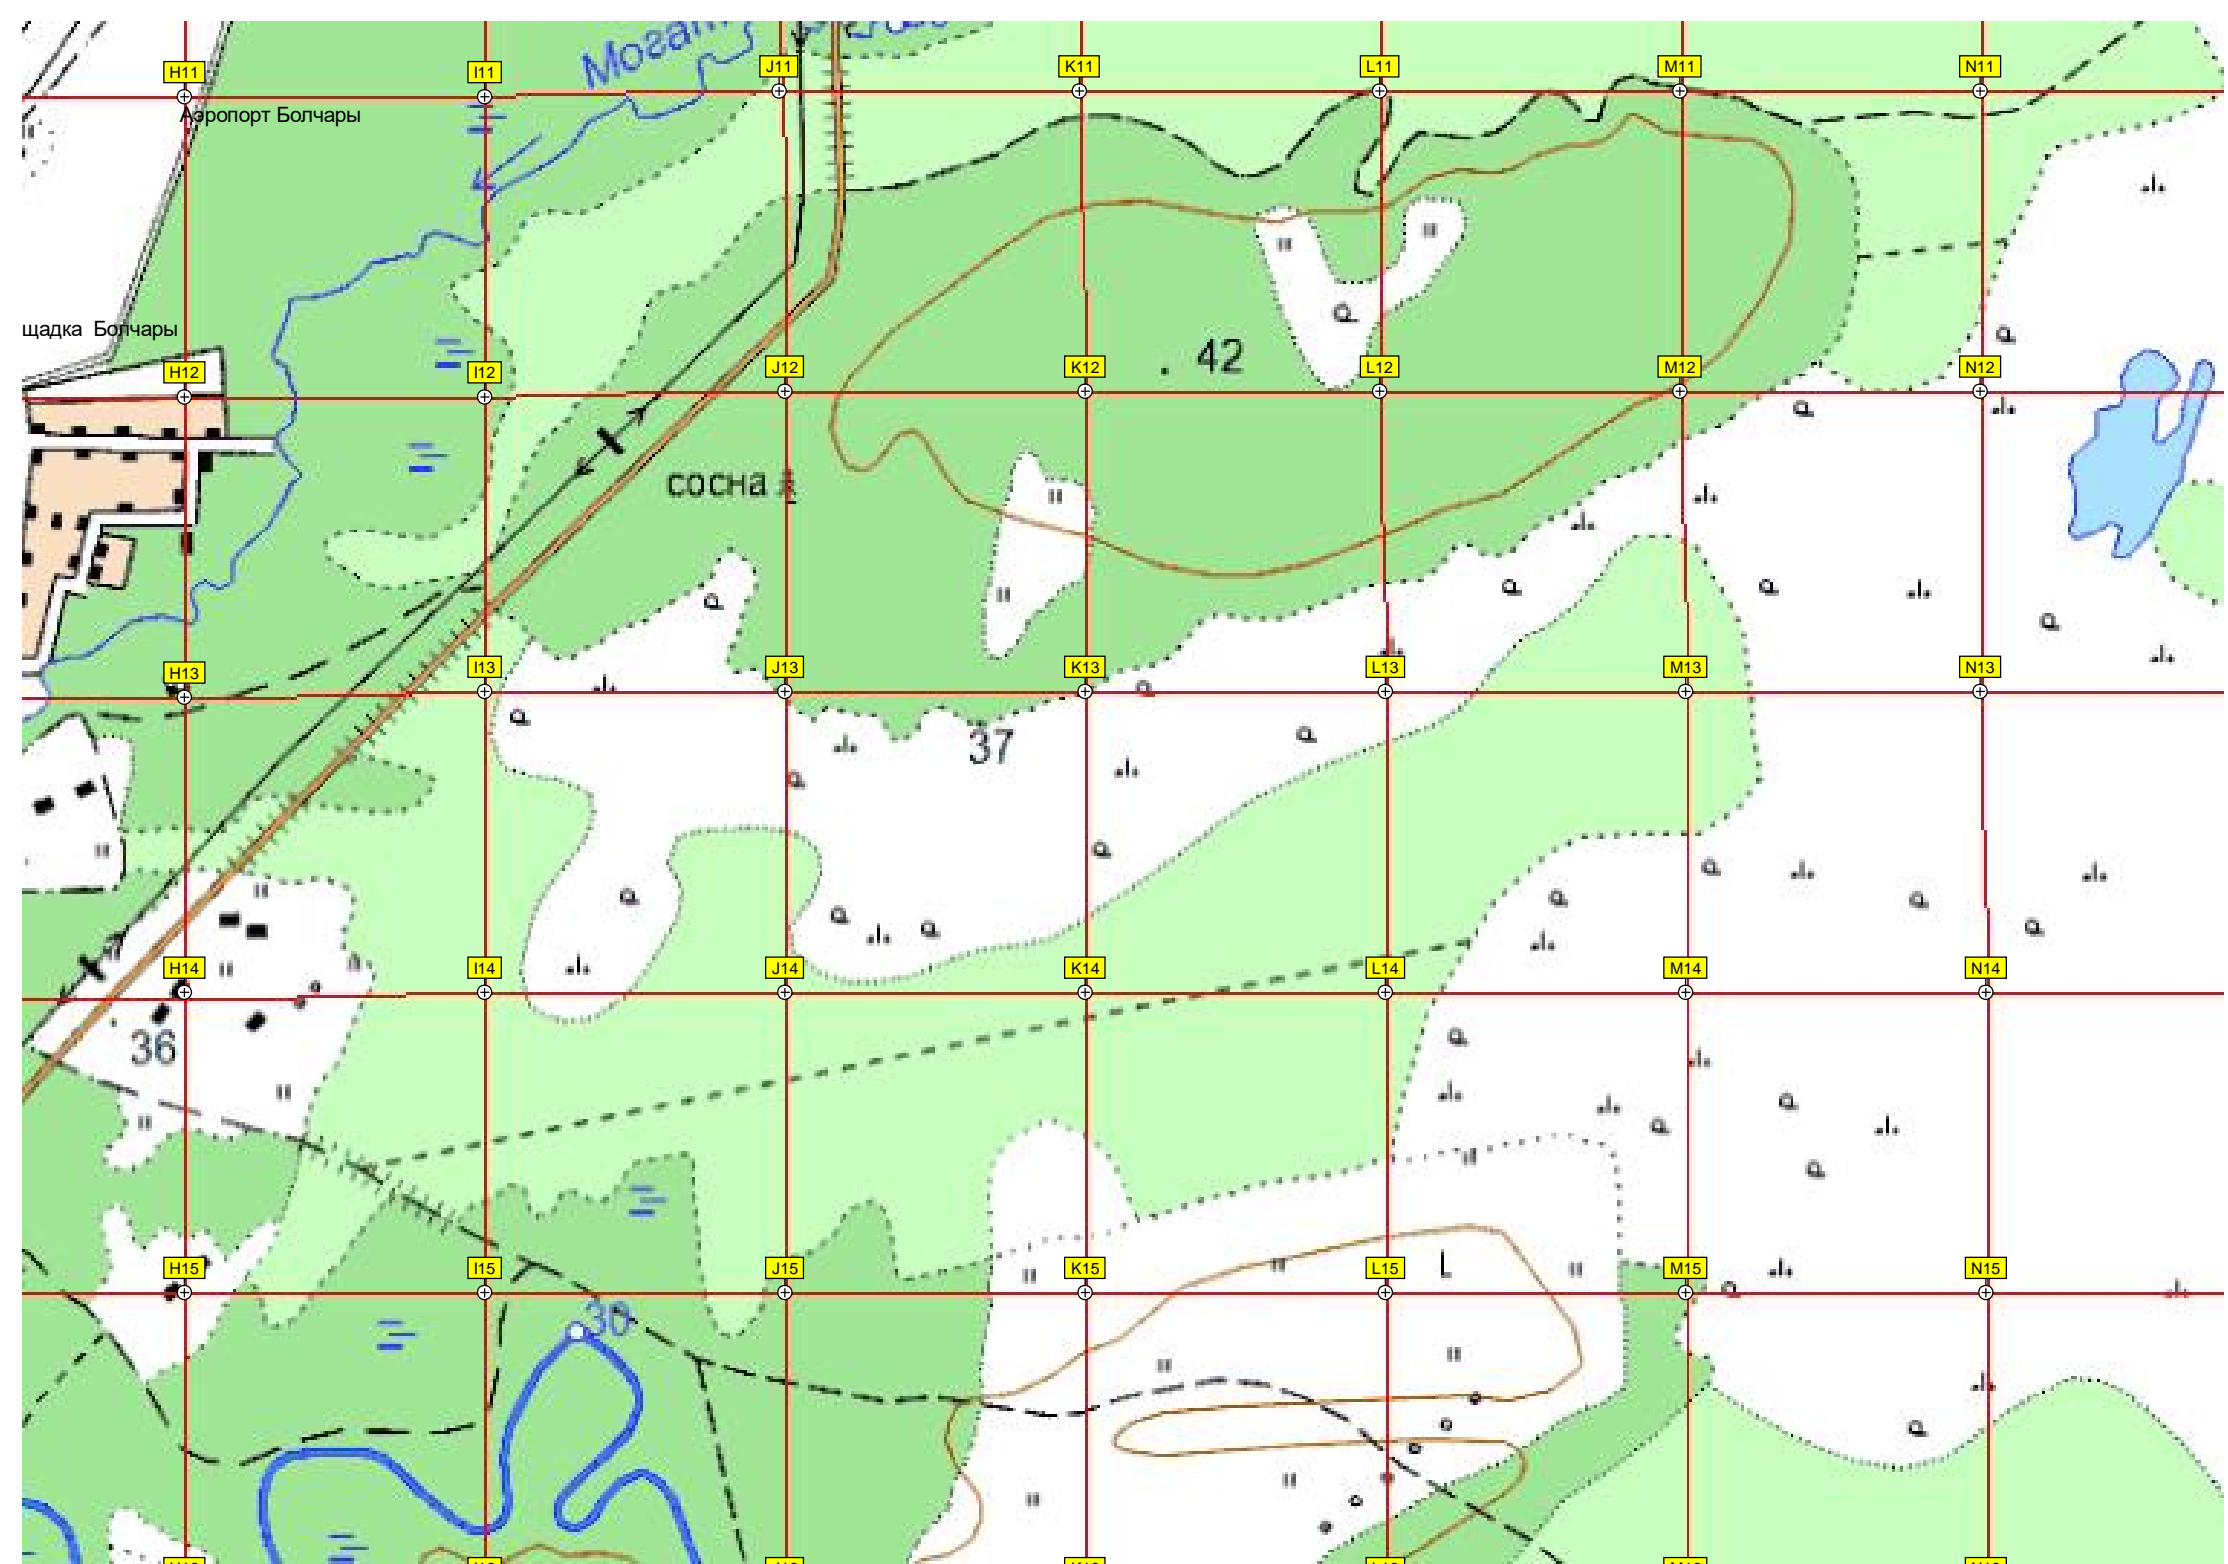 H11 I11 J11 K11 L11 M11 N11
Аэропорт Болчары
щадка Болчары
42
H12 I12 J12 K12 L12 M12 N12
сосна
H13 I13 J13 K13 L13 M13 N13
37
H14 I14 J14 K14 L14 M14 N14
36
H15 I15 J15 K15 L15 M15 N15
L
30